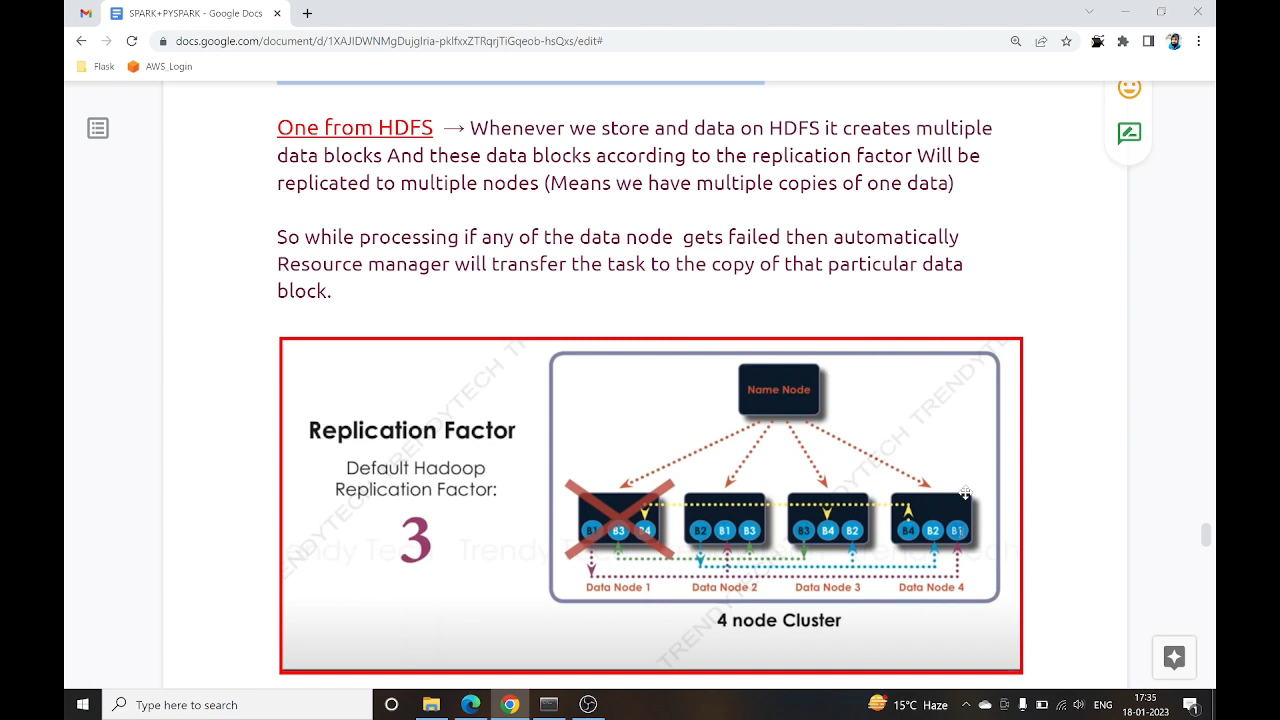 SPARK+PYSPARK - Google Docs
docs.google.com/document/d/1XAJIDWNMgDujgIria-pklfxxZTRqrjTiGqeob-hsQxs/edit#
Flask
AWS_Login
One from HDFS → Whenever we store and data on HDFS it creates multiple
data blocks And these data blocks according to the replication factor Will be
replicated to multiple nodes (Means we have multiple copies of one data)
So while processing if any of the data node gets failed then automatically
Resource manager will transfer the task to the copy of that particular data
block.
Replication Factor
Default Hadoop
Replication Factor:
3
Name Node
B1 B3 B4
B2 B1 B3
B3 B4 B2
B4 B2 B1
Data Node 1
Data Node 2
Data Node 3
Data Node 4
4 node Cluster
TRENDYTECH
Trendy Tech
Type here to search
15°C Haze
17:35
18-01-2023
1